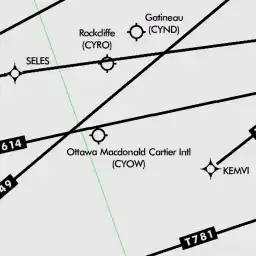 Gatineau
(CYND)
Rockcliffe
(CYRO)
SELES
614
Ottawa Macdonald Cartier Intl
(CYOW)
KEMVI
49
T781